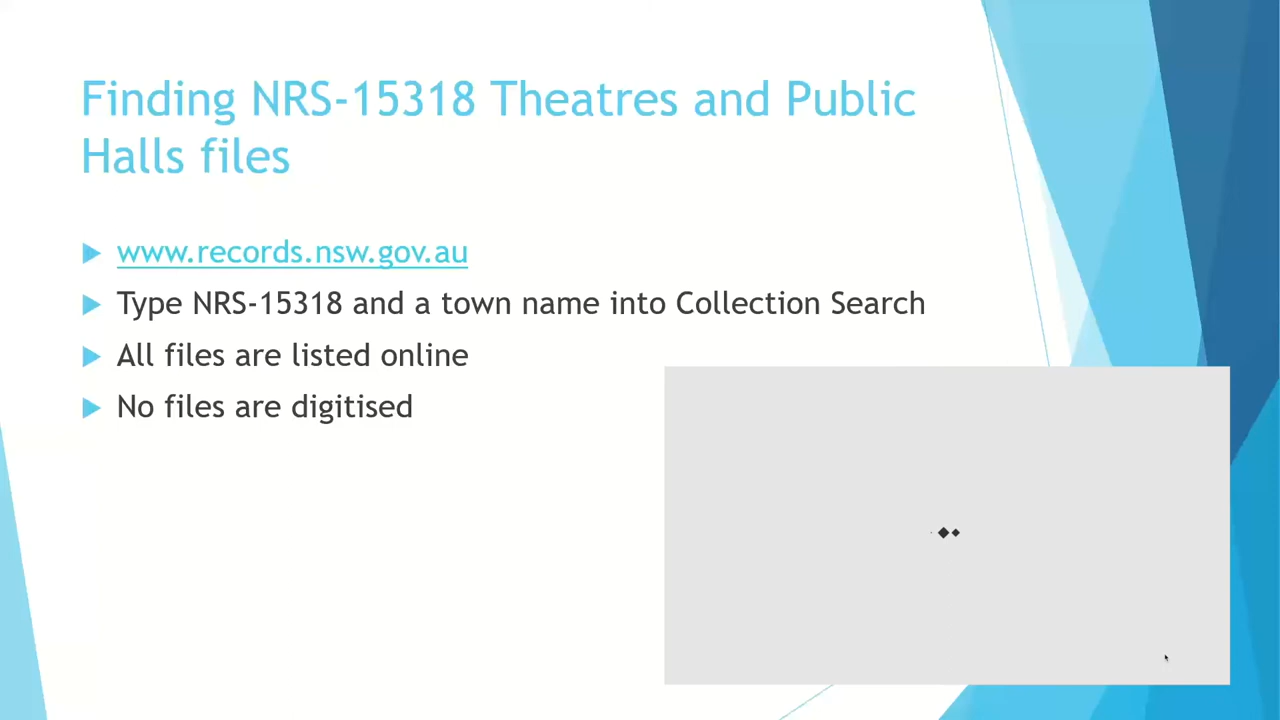 Finding NRS-15318 Theatres and Public
Halls files
www.records.nsw.gov.au
Type NRS-15318 and a town name into Collection Search
All files are listed online
No files are digitised